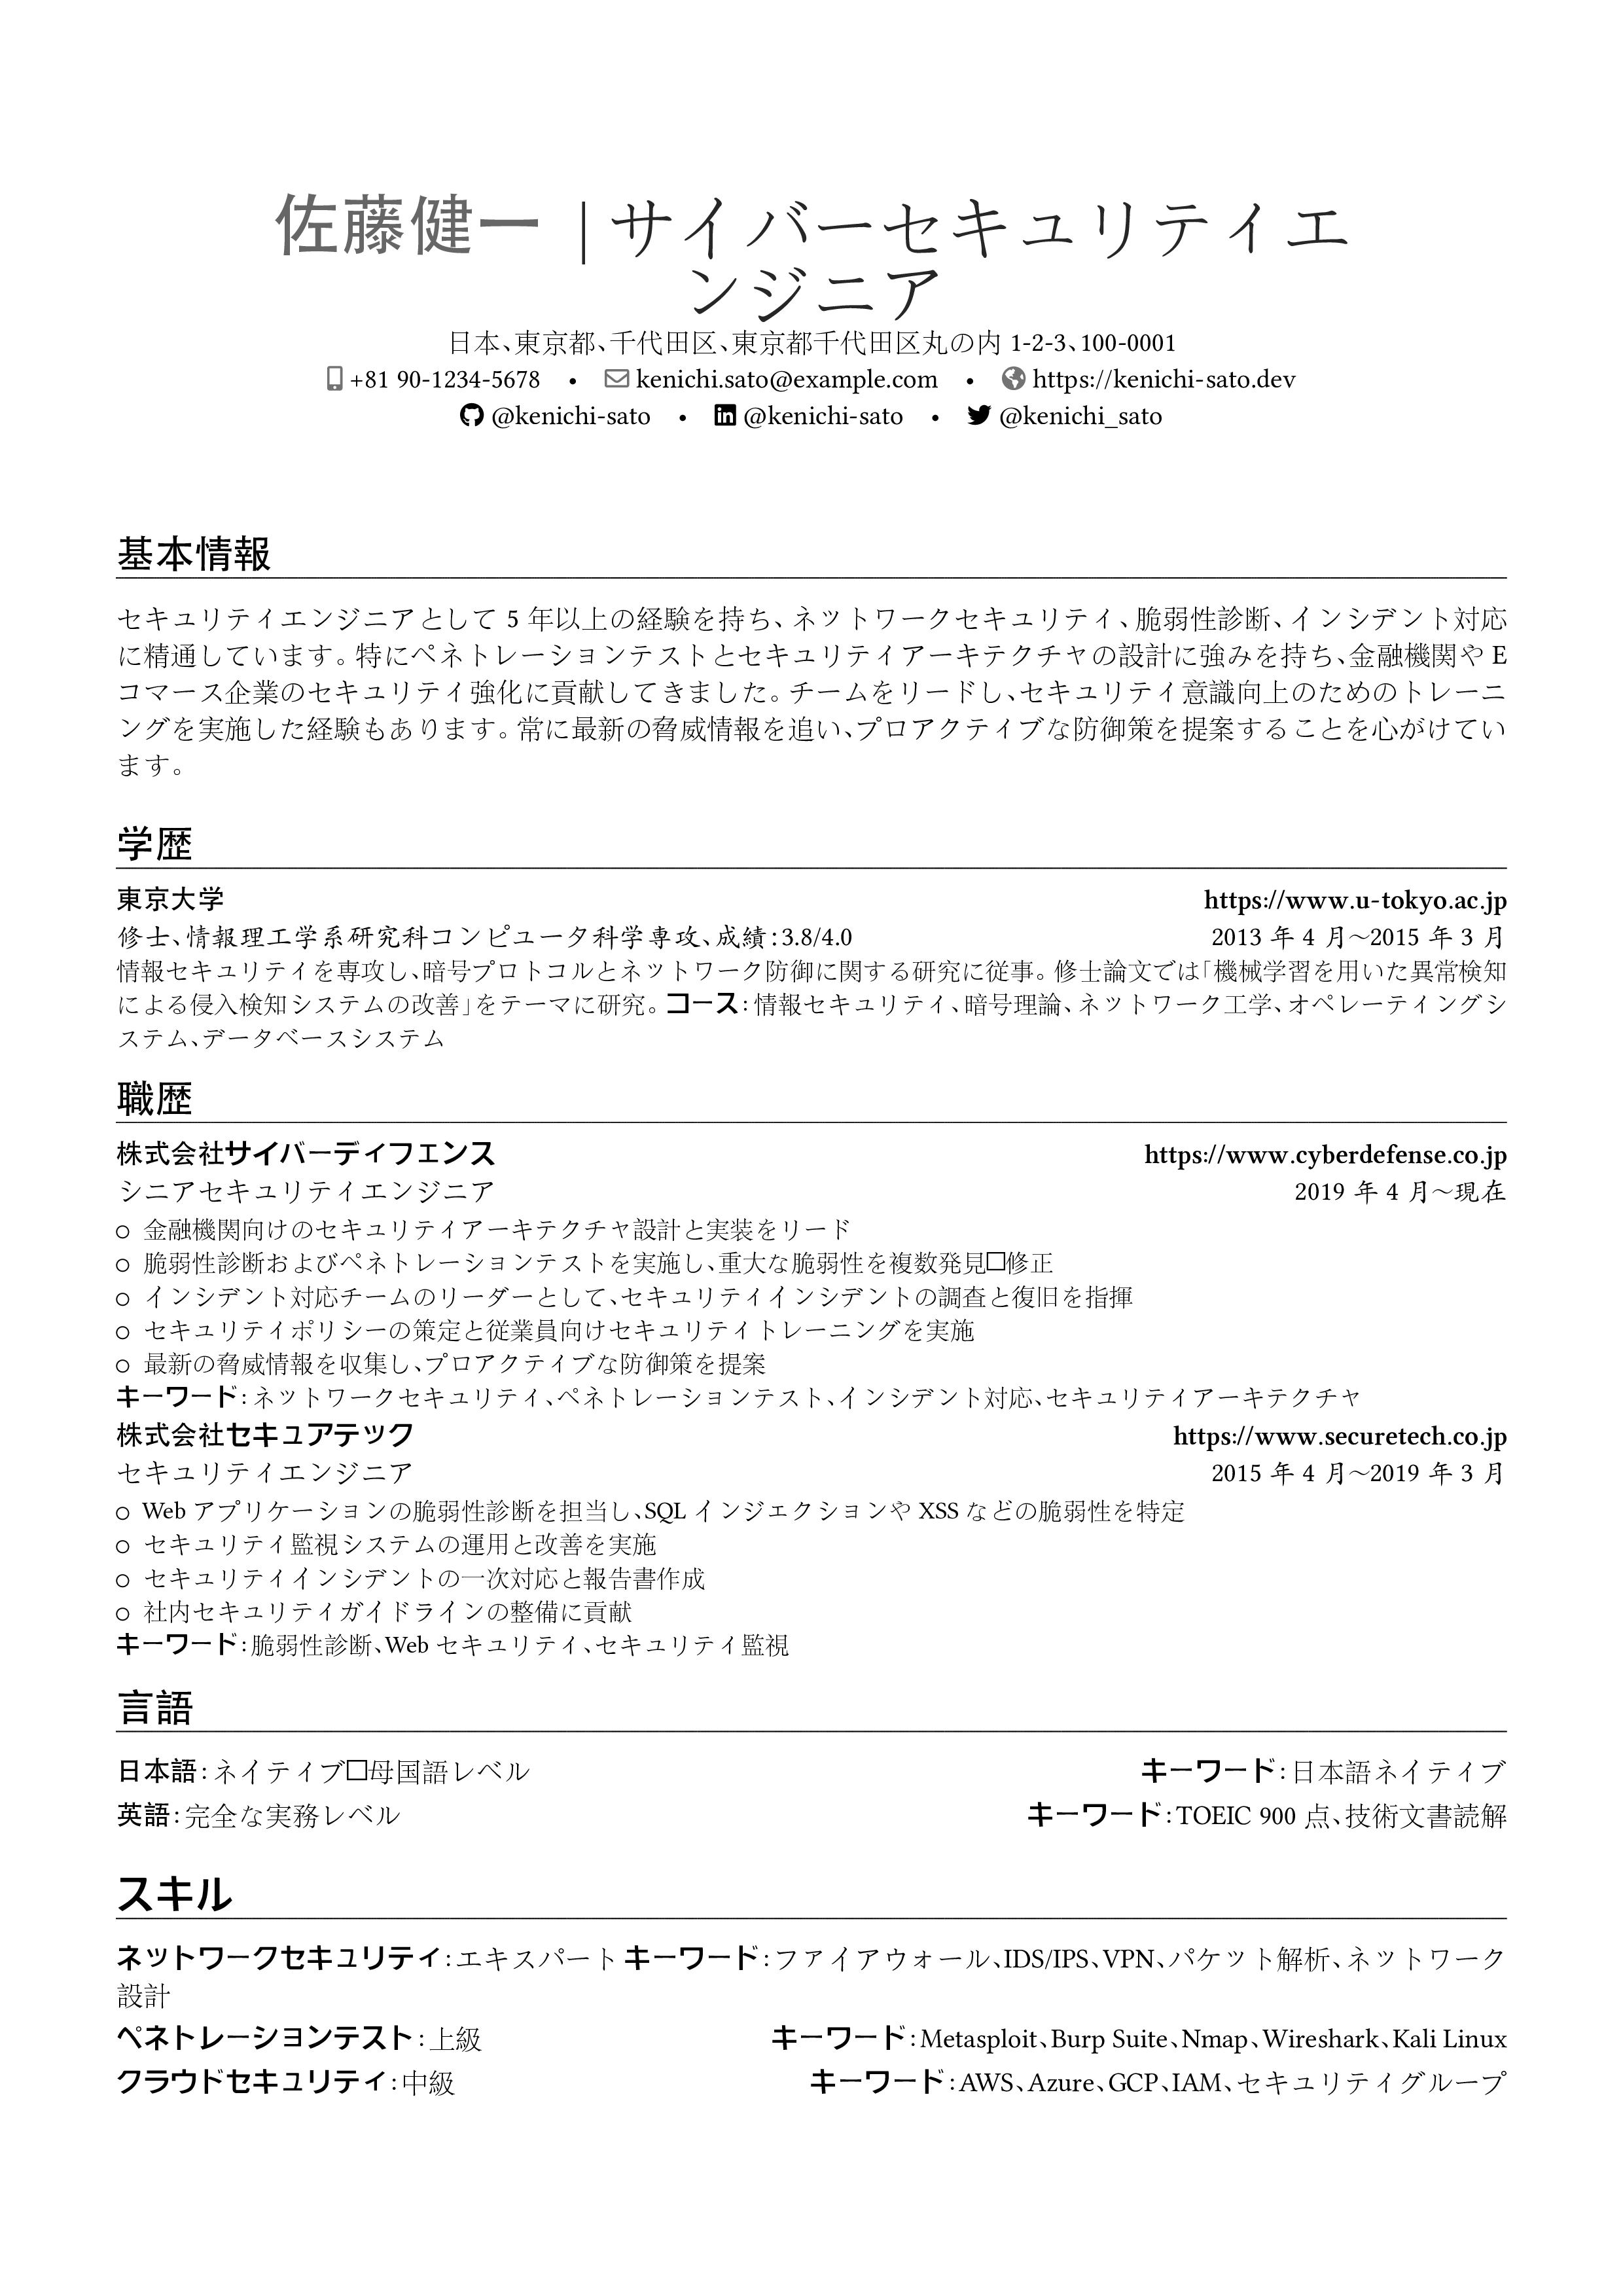 佐藤健一 | サイバーセキュリティエ
ンジニア
日本、東京都、千代田区、東京都千代田区丸の内 1-2-3、100-0001
+81 90-1234-5678 • kenichi.sato@example.com • https://kenichi-sato.dev
@kenichi-sato • @kenichi-sato • @kenichi_sato
基本情報
セキュリティエンジニアとして 5 年以上の経験を持ち、ネットワークセキュリティ、脆弱性診断、インシデント対応
に精通しています。特にペネトレーションテストとセキュリティアーキテクチャの設計に強みを持ち、金融機関や E
コマース企業のセキュリティ強化に貢献してきました。チームをリードし、セキュリティ意識向上のためのトレーニ
ングを実施した経験もあります。常に最新の脅威情報を追い、プロアクティブな防御策を提案することを心がけてい
ます。
学歴
東京大学 https://www.u-tokyo.ac.jp
修士、情報理工学系研究科コンピュータ科学専攻、成績：3.8/4.0 2013 年 4 月～2015 年 3 月
情報セキュリティを専攻し、暗号プロトコルとネットワーク防御に関する研究に従事。修士論文では「機械学習を用いた異常検知
による侵入検知システムの改善」をテーマに研究。コース：情報セキュリティ、暗号理論、ネットワーク工学、オペレーティングシ
ステム、データベースシステム
職歴
株式会社サイバーディフェンス https://www.cyberdefense.co.jp
シニアセキュリティエンジニア 2019 年 4 月～現在
○ 金融機関向けのセキュリティアーキテクチャ設計と実装をリード
○ 脆弱性診断およびペネトレーションテストを実施し、重大な脆弱性を複数発見□修正
○ インシデント対応チームのリーダーとして、セキュリティインシデントの調査と復旧を指揮
○ セキュリティポリシーの策定と従業員向けセキュリティトレーニングを実施
○ 最新の脅威情報を収集し、プロアクティブな防御策を提案
キーワード：ネットワークセキュリティ、ペネトレーションテスト、インシデント対応、セキュリティアーキテクチャ
株式会社セキュアテック https://www.securetech.co.jp
セキュリティエンジニア 2015 年 4 月～2019 年 3 月
○ Web アプリケーションの脆弱性診断を担当し、SQL インジェクションや XSS などの脆弱性を特定
○ セキュリティ監視システムの運用と改善を実施
○ セキュリティインシデントの一次対応と報告書作成
○ 社内セキュリティガイドラインの整備に貢献
キーワード：脆弱性診断、Web セキュリティ、セキュリティ監視
言語
日本語：ネイティブ□母国語レベル キーワード：日本語ネイティブ
英語：完全な実務レベル キーワード：TOEIC 900 点、技術文書読解
スキル
ネットワークセキュリティ：エキスパート キーワード：ファイアウォール、IDS/IPS、VPN、パケット解析、ネットワーク
設計
ペネトレーションテスト：上級 キーワード：Metasploit、Burp Suite、Nmap、Wireshark、Kali Linux
クラウドセキュリティ：中級 キーワード：AWS、Azure、GCP、IAM、セキュリティグループ